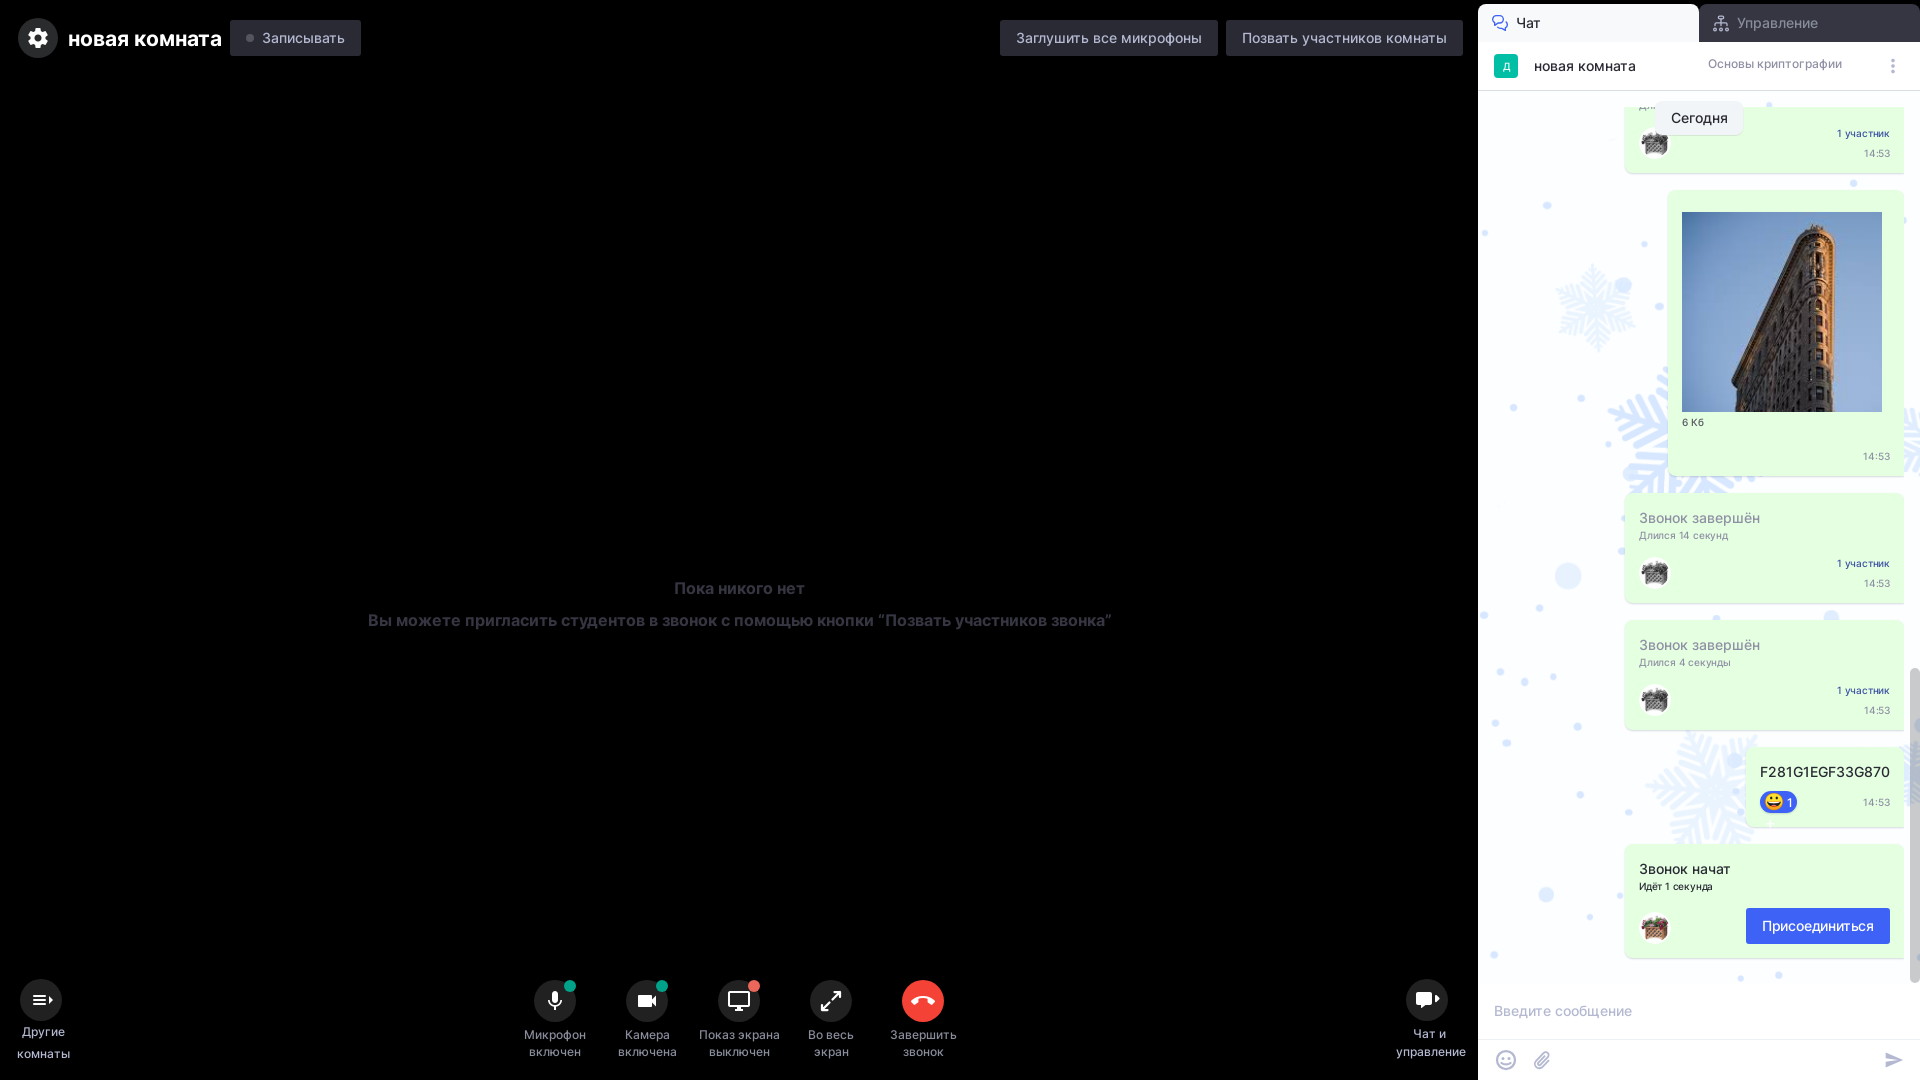 новая комната
Записывать
Заглушить все микрофоны
Позвать участников комнаты
Чат
Управление
Д
новая комната
Основы криптографии
Сегодня
1 участник
14:53
6 Кб
14:53
Звонок завершён
Длился 14 секунд
1 участник
14:53
Звонок завершён
Длился 4 секунды
1 участник
14:53
F281G1EGF33G870
1
14:53
Звонок начат
Идёт 1 секунда
Присоединиться
Пока никого нет
Вы можете пригласить студентов в звонок с помощью кнопки “Позвать участников звонка”
Другие
комнаты
Микрофон
включен
Камера
включена
Показ экрана
выключен
Во весь
экран
Завершить
звонок
Чат и
управление
Введите сообщение